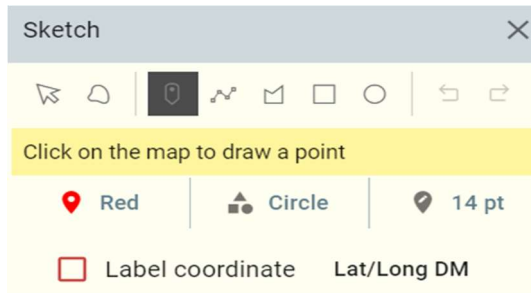 Sketch
Click on the map to draw a point
Red Circle 14 pt
Label coordinate Lat/Long DM